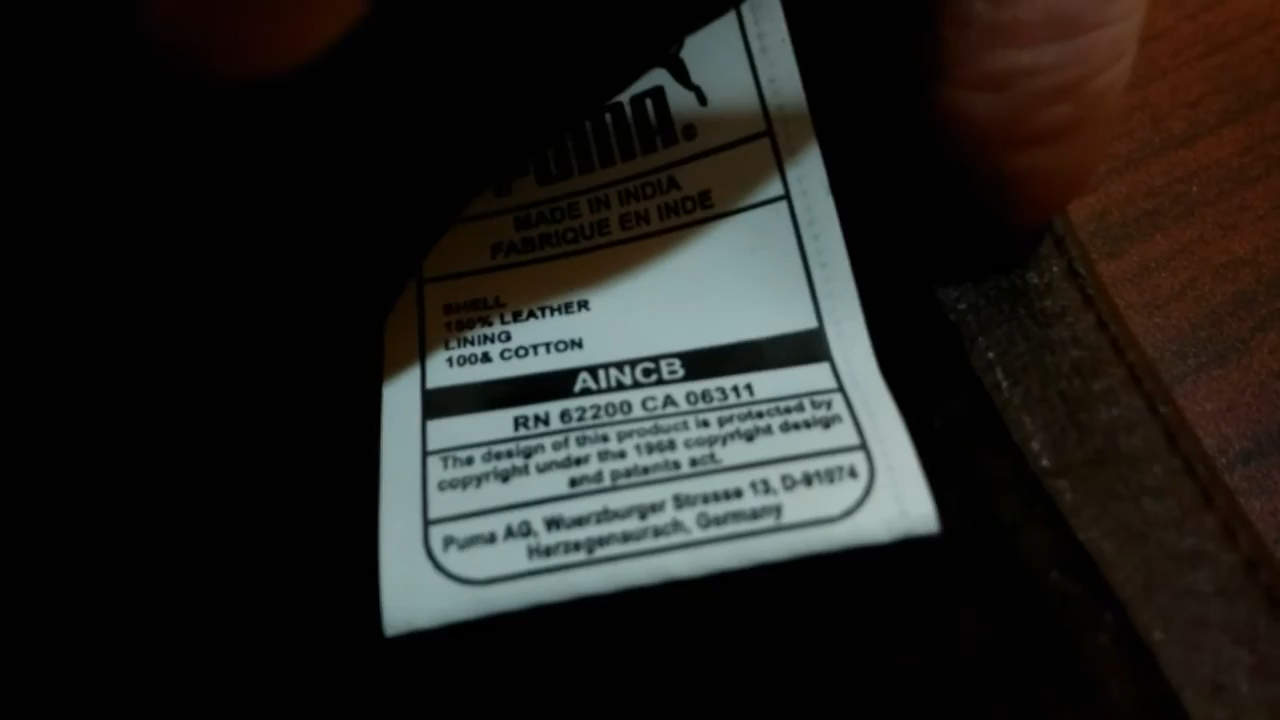 PUMA.
MADE IN INDIA
FABRIQUE EN INDE
SHELL
100% LEATHER
LINING
100& COTTON
AINCB
RN 62200 CA 06311
The design of this product is protected by
copyright under the 1968 copyright design
and patents act.
Puma AG, Wuerzburger Strasse 13, D-91074
Herzegenaurach, Germany